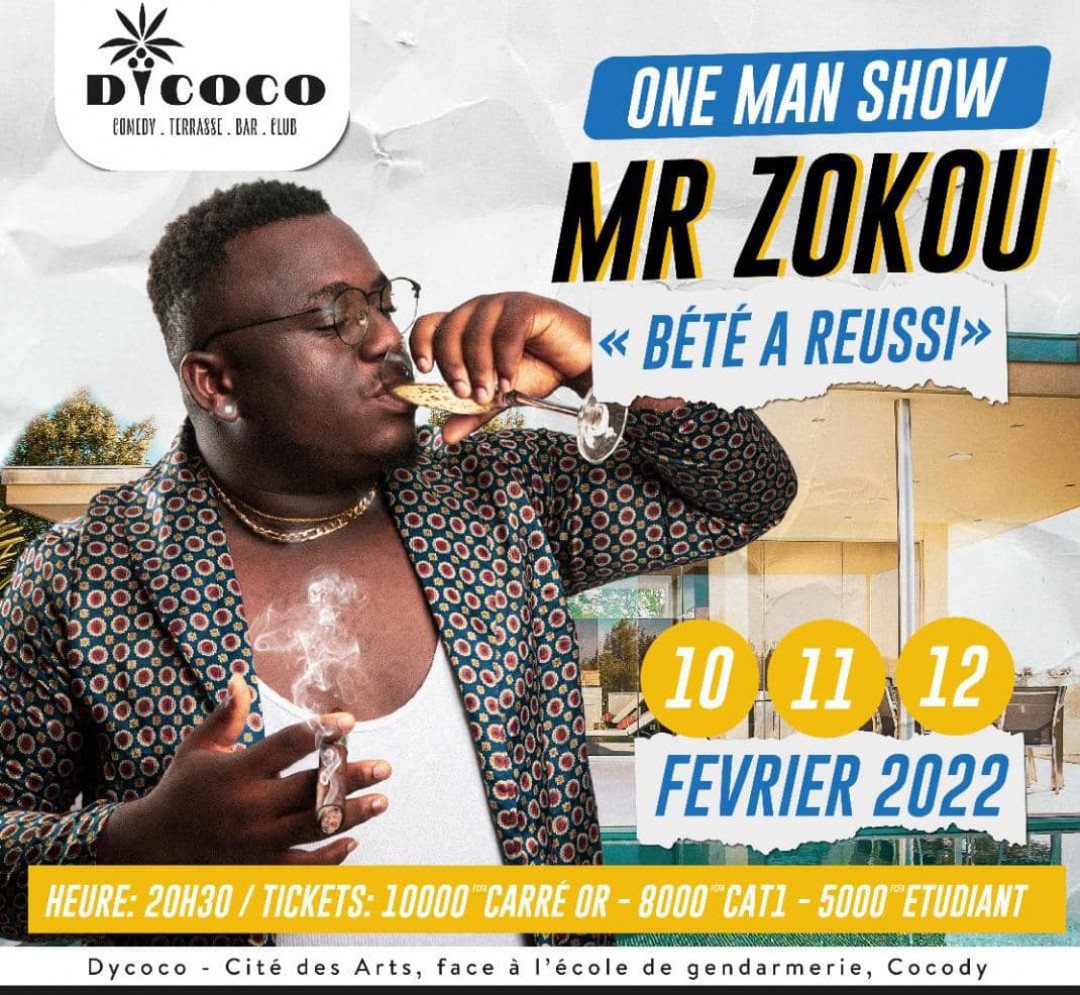 DYCOCO
COMEDY . TERRASSE . BAR . CLUB
ONE MAN SHOW
MR ZOKOU
« BÉTÉ A REUSSI»
10 11 12
FEVRIER 2022
HEURE: 20H30 / TICKETS: 10000 FCFA CARRÉ OR - 8000 FCFA CAT1 - 5000 FCFA ETUDIANT
Dycoco - Cité des Arts, face à l'école de gendarmerie, Cocody